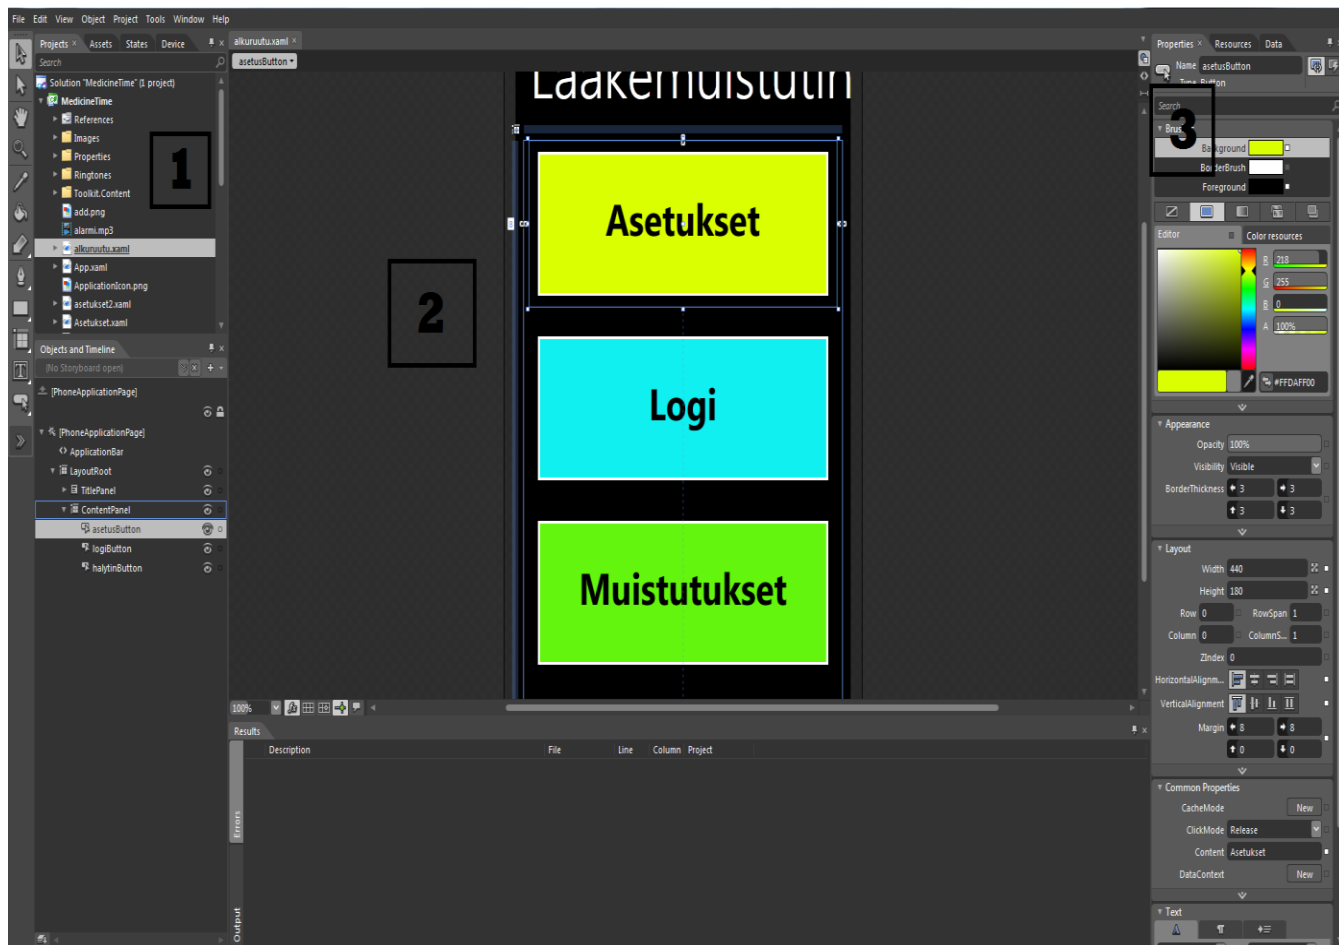 File Edit View Object Project Tools Window Help
Projects × Assets States Device
Search
Solution "MedicineTime" (1 project)
MedicineTime
References
Images
Properties
Ringtones
Toolkit.Content
add.png
alarmi.mp3
alkuruutu.xaml
App.xaml
ApplicationIcon.png
asetukset2.xaml
Asetukset.xaml
1
Objects and Timeline
(No Storyboard open)
[PhoneApplicationPage]
[PhoneApplicationPage]
ApplicationBar
LayoutRoot
TitlePanel
ContentPanel
asetusButton
logiButton
halytinButton
alkuruutu.xaml ×
asetusButton
2
Lääkemuistutin
Asetukset
Logi
Muistutukset
100%
Results
Description File Line Column Project
Errors
Output
Properties × Resources Data
Name asetusButton
Type Button
Search
3
Background
BorderBrush
Foreground
Editor Color resources
R 218
G 255
B 0
A 100%
#FFDAFF00
Appearance
Opacity 100%
Visibility Visible
BorderThickness 3 3
3 3
Layout
Width 440
Height 180
Row 0 RowSpan 1
Column 0 ColumnS... 1
ZIndex 0
HorizontalAlignm...
VerticalAlignment
Margin 8 8
0 0
Common Properties
CacheMode New
ClickMode Release
Content Asetukset
DataContext New
Text